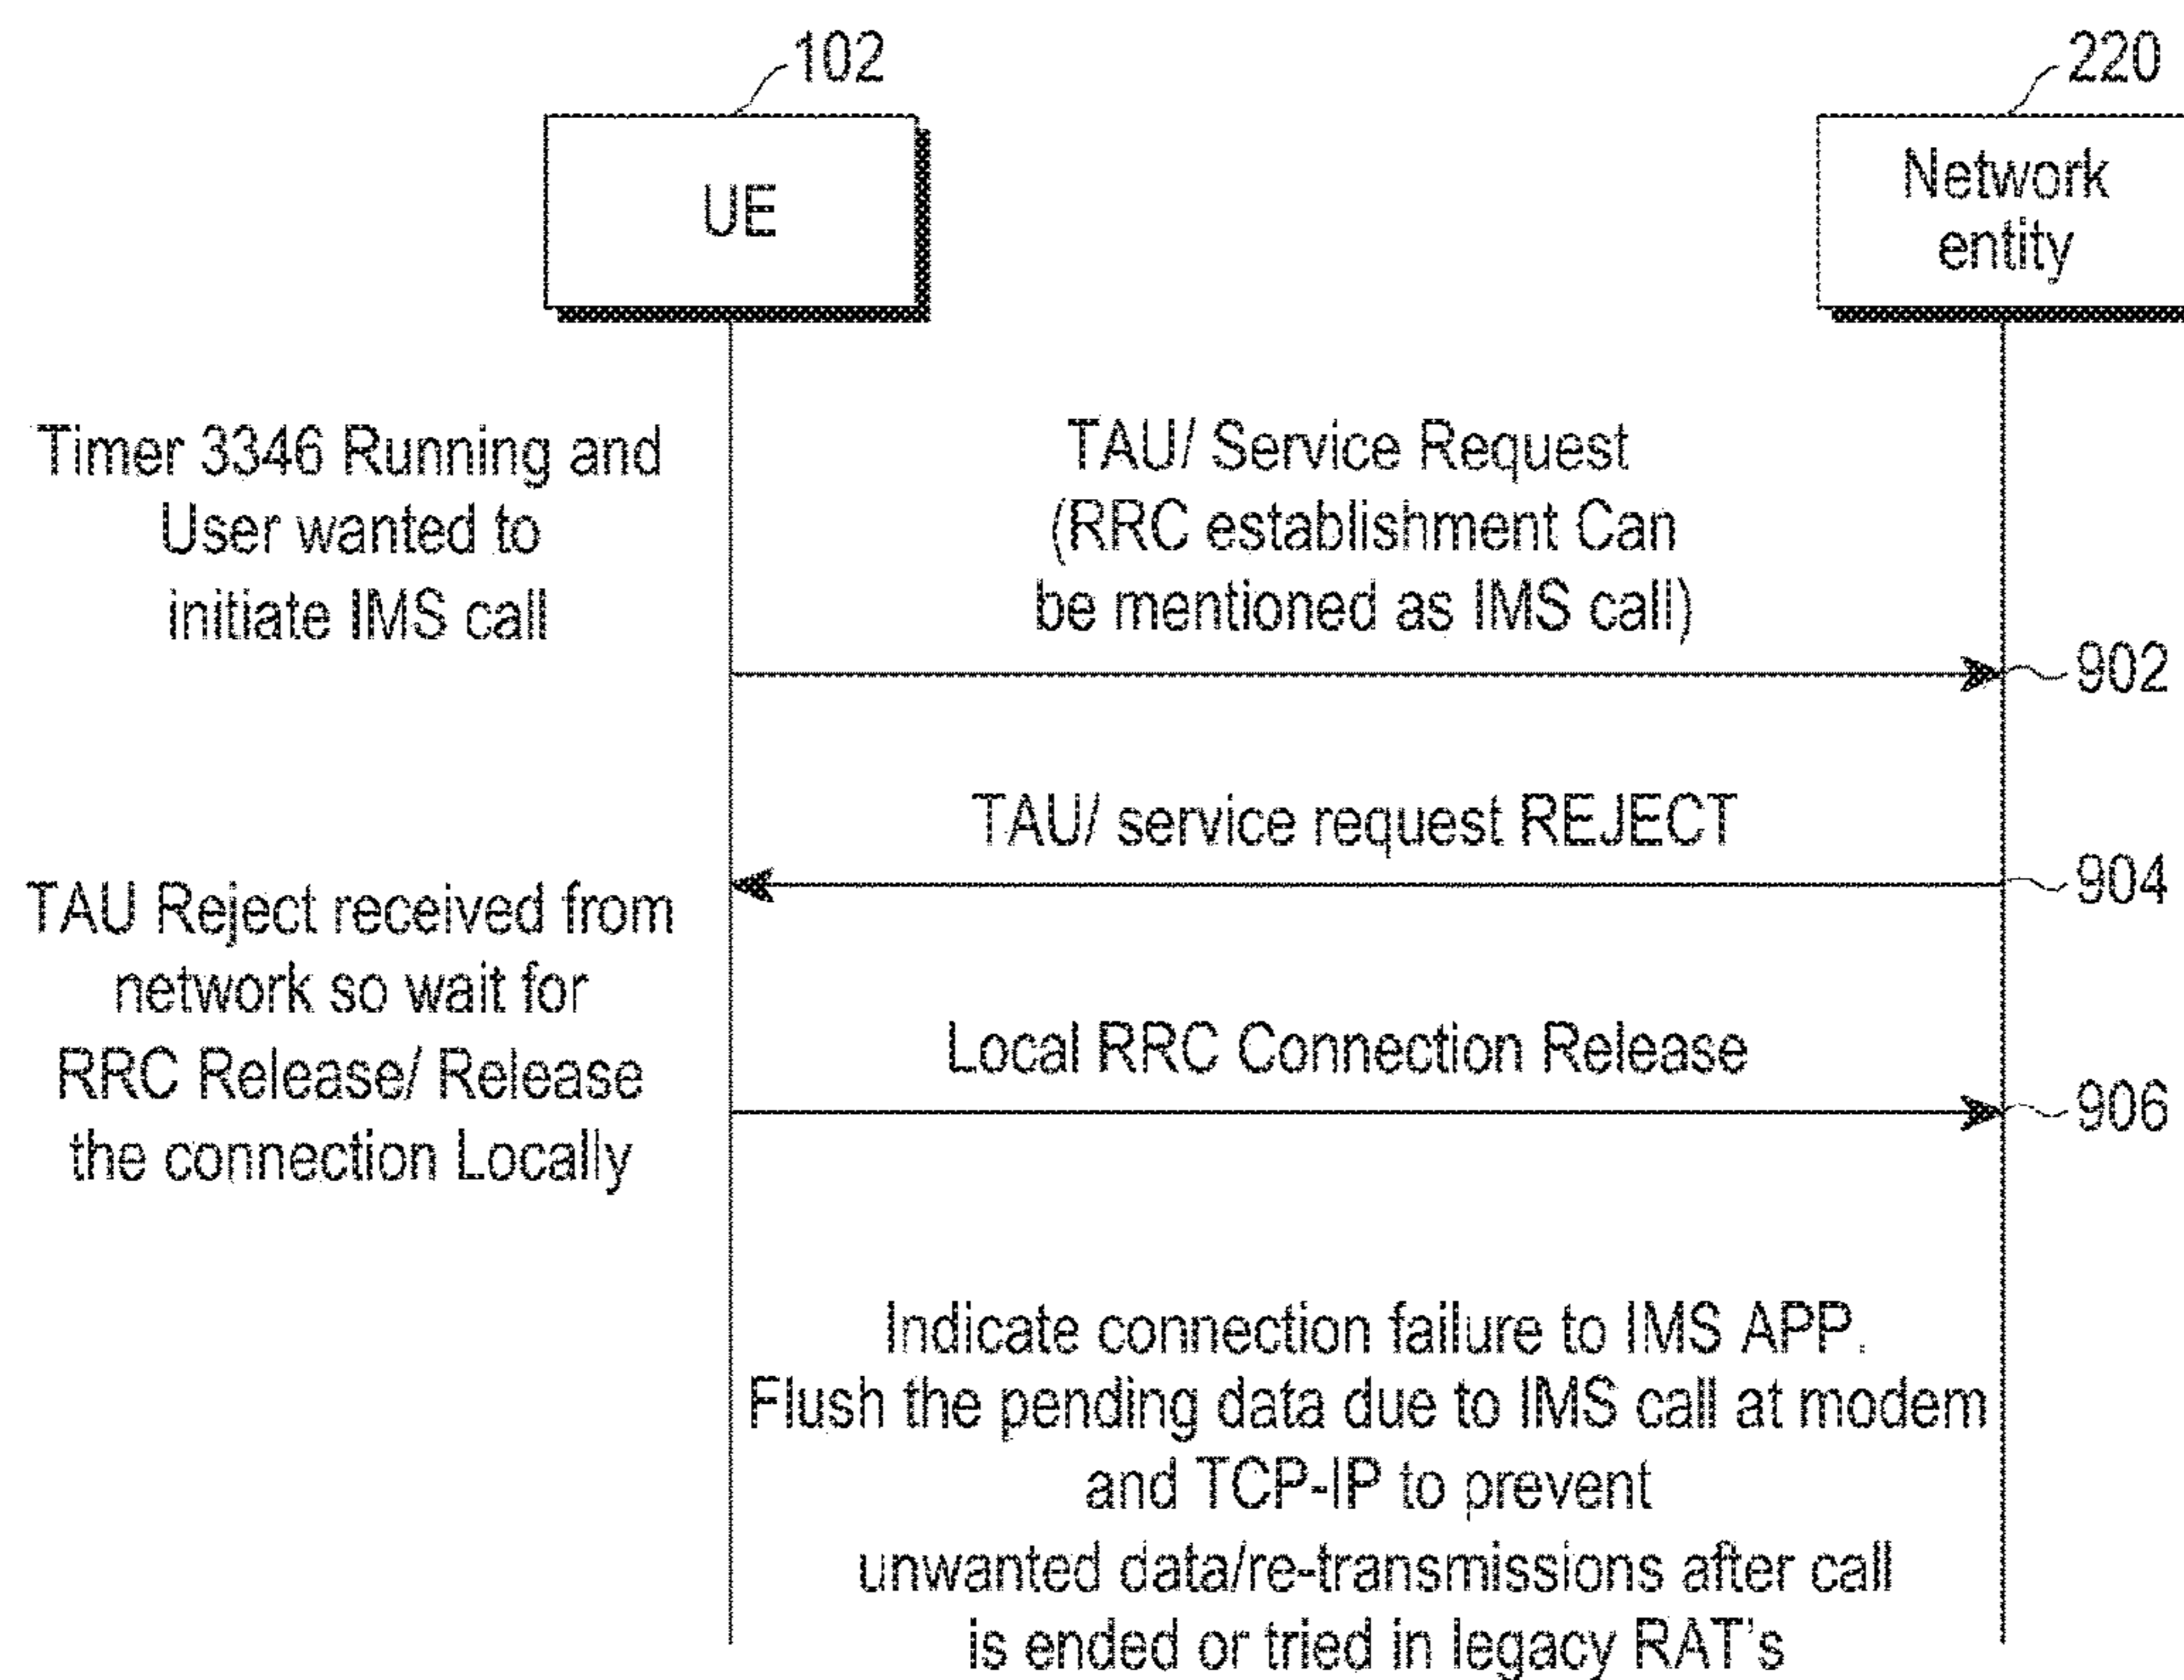 102
220
UE
Network
entity
Timer 3346 Running and
User wanted to
initiate IMS call
TAU/ Service Request
(RRC establishment Can
be mentioned as IMS call)
902
TAU/ service request REJECT
904
TAU Reject received from
network so wait for
RRC Release/ Release
the connection Locally
Local RRC Connection Release
906
Indicate connection failure to IMS APP.
Flush the pending data due to IMS call at modem
and TCP-IP to prevent
unwanted data/re-transmissions after call
is ended or tried in legacy RAT's